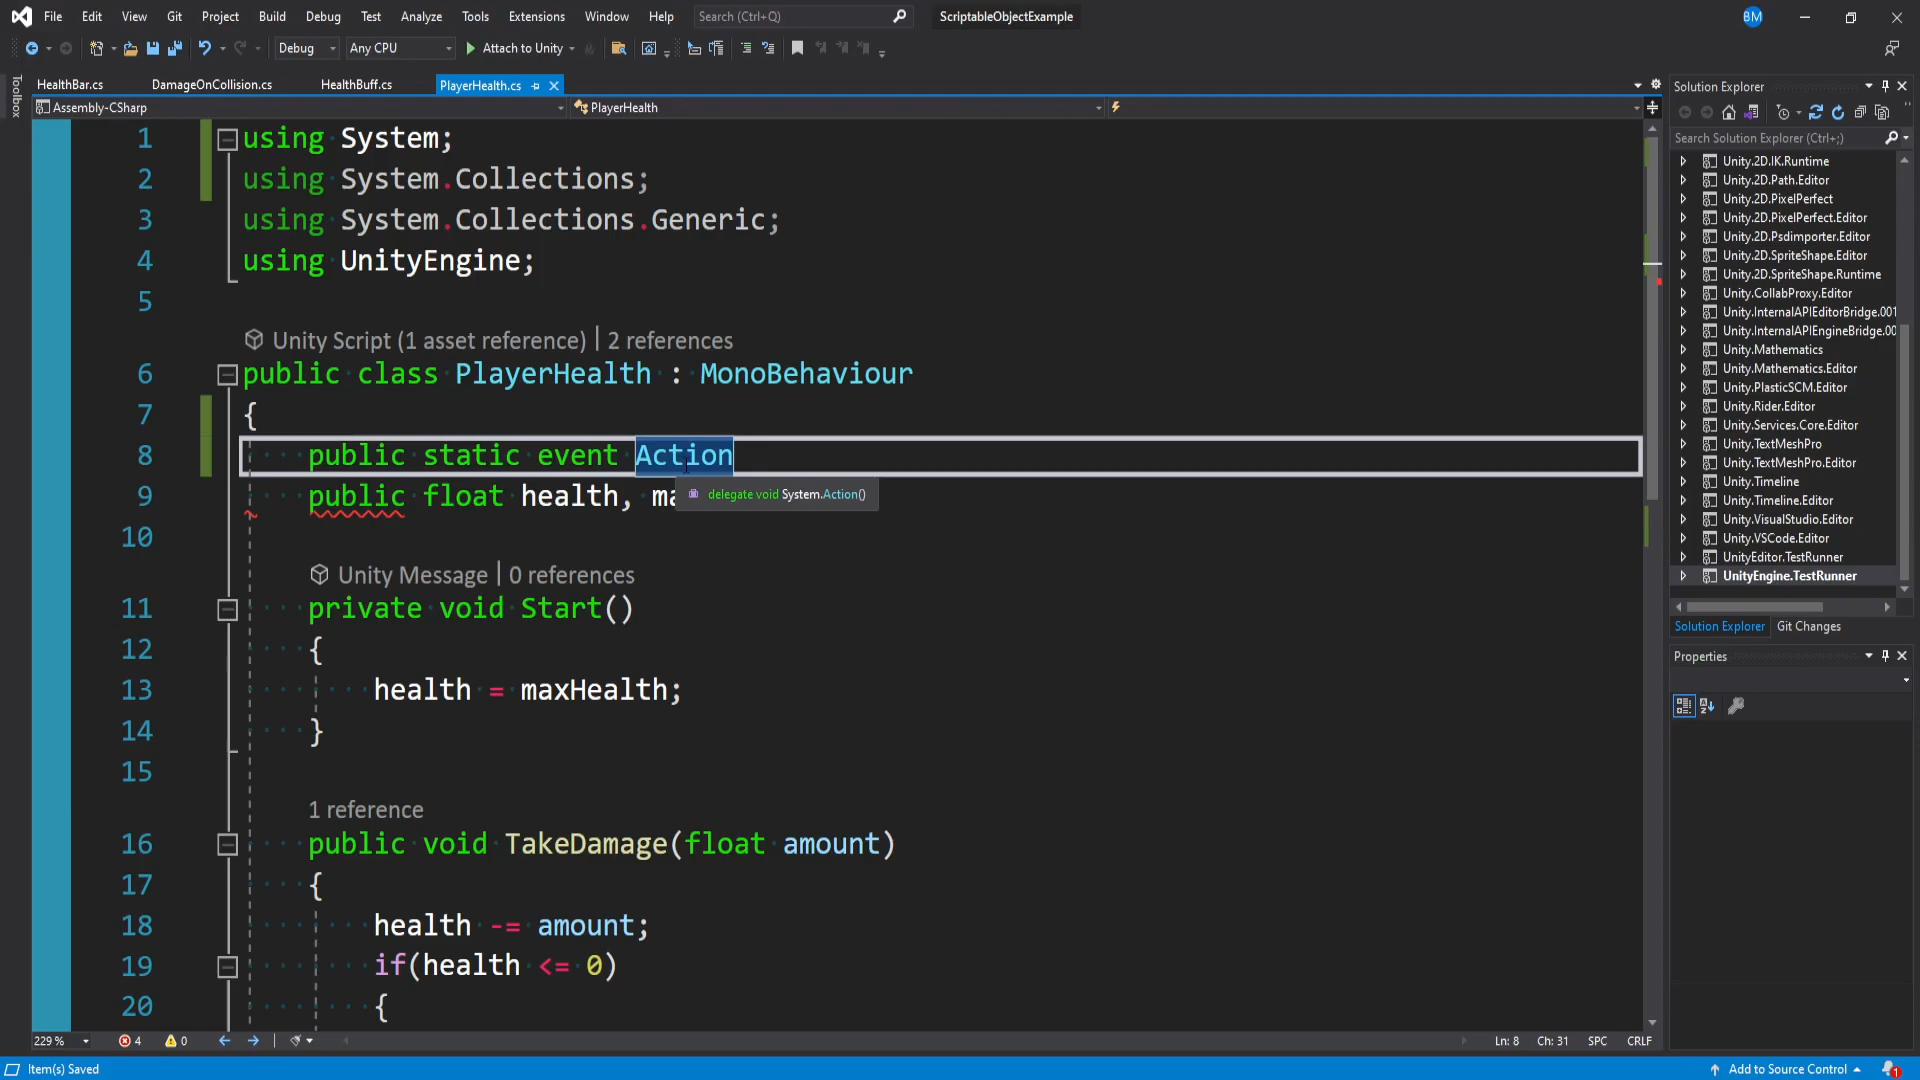 File Edit View Git Project Build Debug Test Analyze Tools Extensions Window Help Search (Ctrl+Q) ScriptableObjectExample BM
Debug Any CPU Attach to Unity
Toolbox
HealthBar.cs DamageOnCollision.cs HealthBuff.cs PlayerHealth.cs
Assembly-CSharp PlayerHealth
1 using System;
2 using System.Collections;
3 using System.Collections.Generic;
4 using UnityEngine;
5
Unity Script (1 asset reference) | 2 references
6 public class PlayerHealth : MonoBehaviour
7 {
8 public static event Action
9 public float health, ma
delegate void System.Action()
10
Unity Message | 0 references
11 private void Start()
12 {
13 health = maxHealth;
14 }
15
1 reference
16 public void TakeDamage(float amount)
17 {
18 health -= amount;
19 if(health <= 0)
20 {
229 % 4 0 Ln: 8 Ch: 31 SPC CRLF
Solution Explorer
Search Solution Explorer (Ctrl+;)
Unity.2D.IK.Runtime
Unity.2D.Path.Editor
Unity.2D.PixelPerfect
Unity.2D.PixelPerfect.Editor
Unity.2D.Psdimporter.Editor
Unity.2D.SpriteShape.Editor
Unity.2D.SpriteShape.Runtime
Unity.CollabProxy.Editor
Unity.InternalAPIEditorBridge.001
Unity.InternalAPIEngineBridge.00
Unity.Mathematics
Unity.Mathematics.Editor
Unity.PlasticSCM.Editor
Unity.Rider.Editor
Unity.Services.Core.Editor
Unity.TextMeshPro
Unity.TextMeshPro.Editor
Unity.Timeline
Unity.Timeline.Editor
Unity.VisualStudio.Editor
Unity.VSCode.Editor
UnityEditor.TestRunner
UnityEngine.TestRunner
Solution Explorer Git Changes
Properties
Item(s) Saved Add to Source Control 1